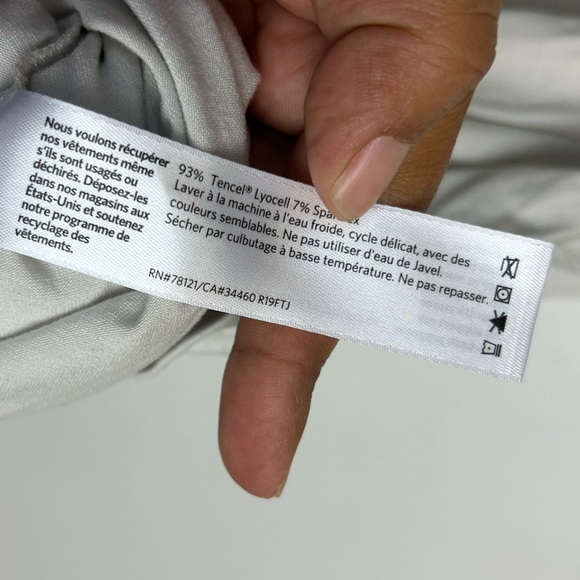 Nous voulons récupérer
nos vêtements même
s'ils sont usagés ou
déchirés. Déposez-les
dans nos magasins aux
États-Unis et soutenez
notre programme de
recyclage des
vêtements.
93% Tencel® Lyocell 7%
Laver à la machine à l'eau froide, cycle délicat, avec des
couleurs semblables. Ne pas utiliser d'eau de Javel.
Sécher par culbutage à basse température. Ne pas repasser.
RN#78121/CA#34460 R19FTJ